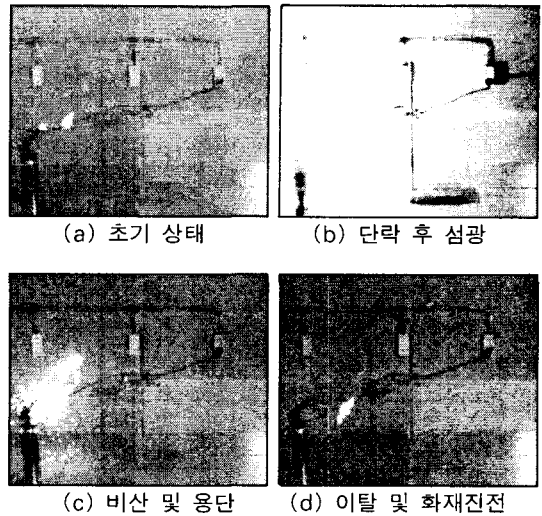 (a) 초기 상태
(b) 단락 후 섬광
(c) 비산 및 용단
(d) 이탈 및 화재진전